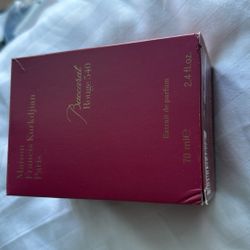 Maison
Francis Kurkdjian
Paris
Baccarat
Rouge 540
Extrait de parfum
70 ml e 2.4 fl.oz.